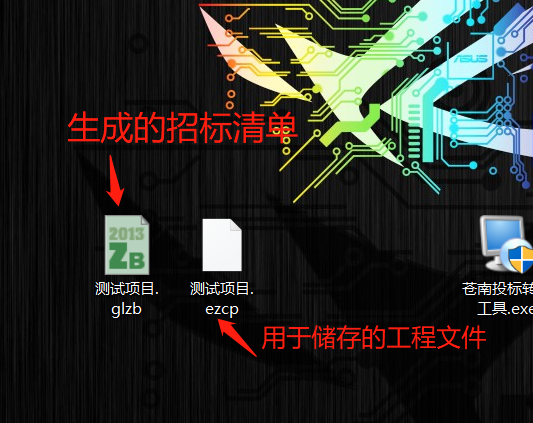 ASUS
生成的招标清单
2013
ZB
测试项目.
glzb
测试项目.
ezcp
苍南投标转
工具.exe
用于储存的工程文件